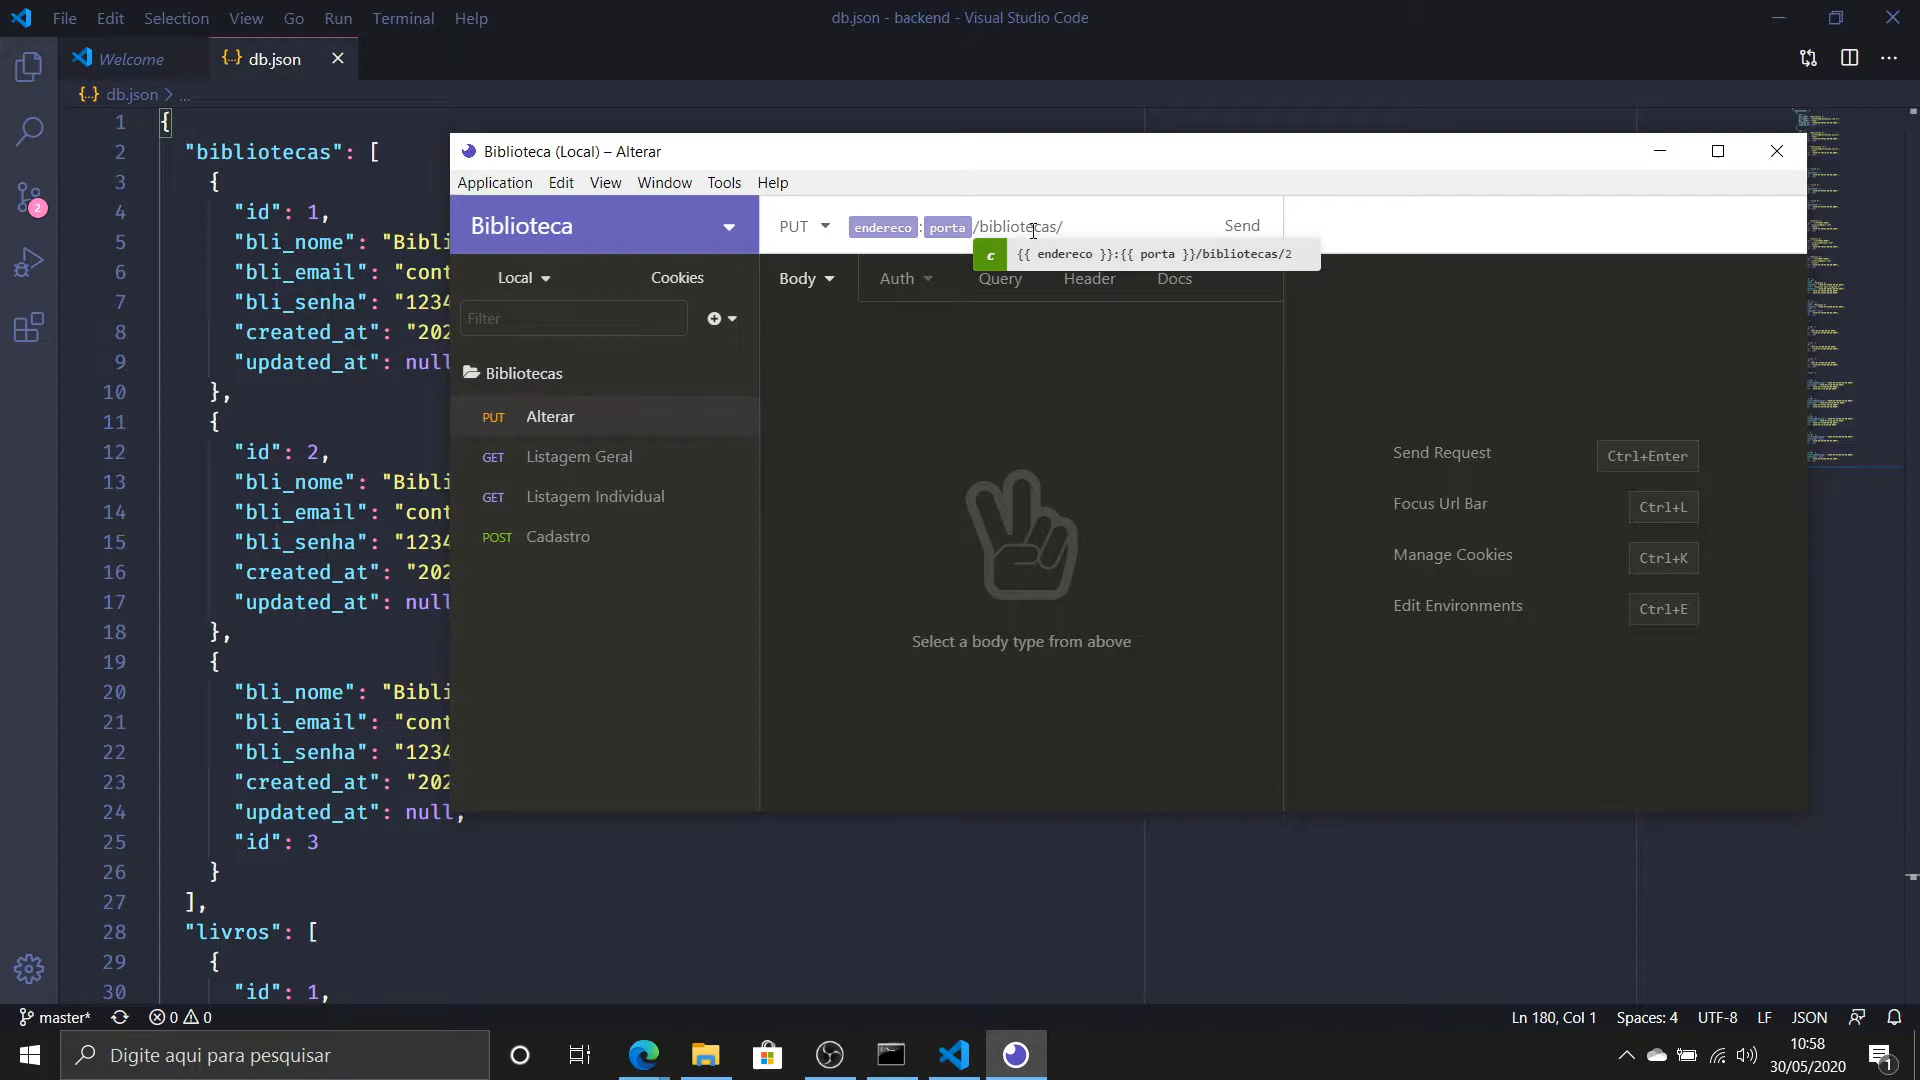 File Edit Selection View Go Run Terminal Help
db.json - backend - Visual Studio Code
Welcome
{..} db.json
{..} db.json > ...
2
1 {
2 "bibliotecas": [
3 {
4 "id": 1,
5 "bli_nome": "Bibli
6 "bli_email": "cont
7 "bli_senha": "1234
8 "created_at": "202
9 "updated_at": null
10 },
11 {
12 "id": 2,
13 "bli_nome": "Bibli
14 "bli_email": "cont
15 "bli_senha": "1234
16 "created_at": "202
17 "updated_at": null
18 },
19 {
20 "bli_nome": "Bibli
21 "bli_email": "cont
22 "bli_senha": "1234
23 "created_at": "202
24 "updated_at": null,
25 "id": 3
26 }
27 ],
28 "livros": [
29 {
30 "id": 1,
Biblioteca (Local) – Alterar
Application Edit View Window Tools Help
Biblioteca
PUT endereco : porta /bibliotecas/ Send
c {{ endereco }}:{{ porta }}/bibliotecas/2
Local Cookies
Body Auth Query Header Docs
Filter
Bibliotecas
PUT Alterar
GET Listagem Geral
GET Listagem Individual
POST Cadastro
Select a body type from above
Send Request Ctrl+Enter
Focus Url Bar Ctrl+L
Manage Cookies Ctrl+K
Edit Environments Ctrl+E
master* 0 0
Ln 180, Col 1 Spaces: 4 UTF-8 LF JSON
Digite aqui para pesquisar
10:58
30/05/2020
1